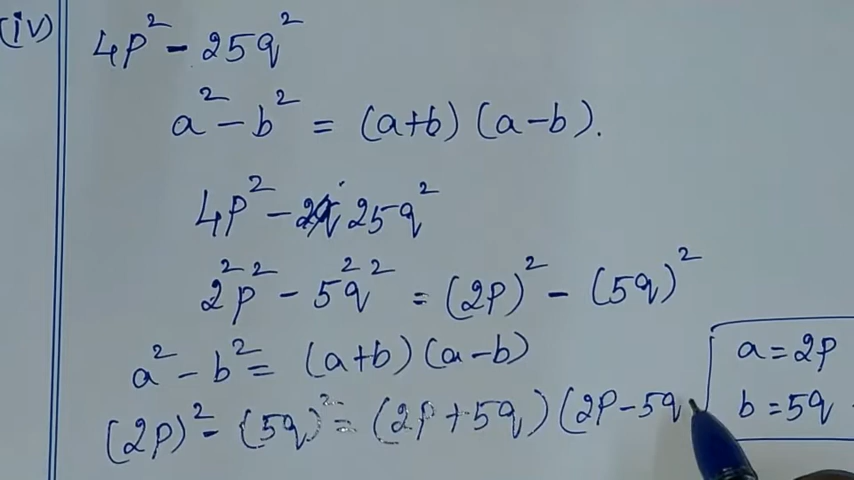 (iv) 4p² - 25q²
a² - b² = (a+b) (a-b).
4p² - 25q²
2²p² - 5²q² = (2p)² - (5q)²
a² - b² = (a+b) (a-b)
(2p)² - (5q)² = (2p+5q) (2p-5q
a = 2p
b = 5q